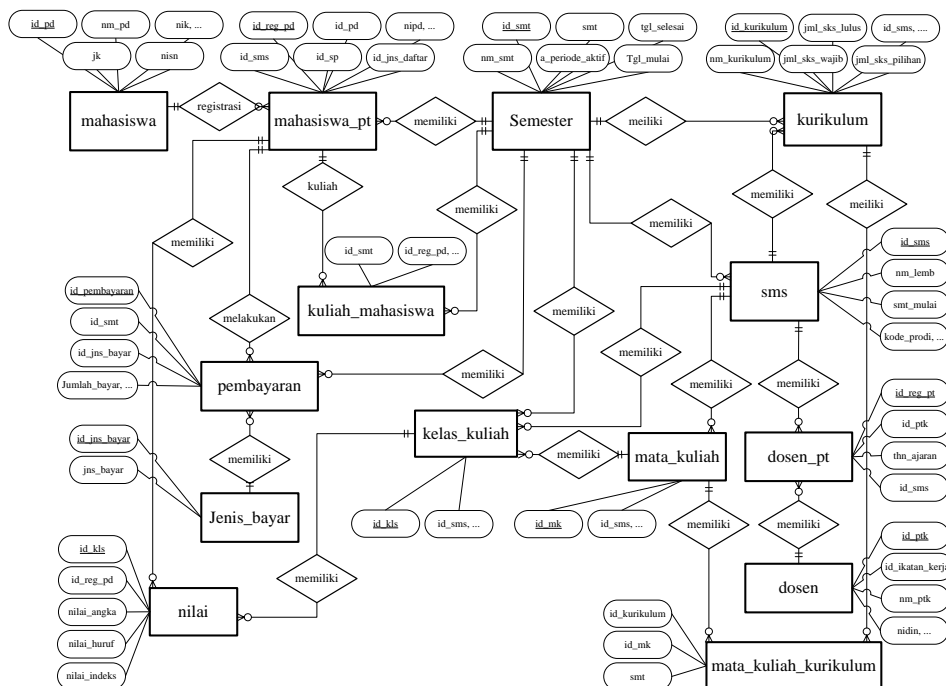 id_pd
nm_pd
nik, ...
jk
nisn
mahasiswa
registrasi
id_reg_pd
id_pd
nipd, ...
id_sms
id_sp
id_jns_daftar
mahasiswa_pt
memiliki
id_smt
smt
tgl_selesai
nm_smt
a_periode_aktif
Tgl_mulai
Semester
meiliki
id_kurikulum
jml_sks_lulus
id_sms, ....
nm_kurikulum
jml_sks_wajib
jml_sks_pilihan
kurikulum
kuliah
memiliki
memiliki
meiliki
memiliki
memiliki
id_smt
id_reg_pd, ...
kuliah_mahasiswa
id_sms
nm_lemb
smt_mulai
kode_prodi, ...
sms
id_pembayaran
id_smt
id_jns_bayar
Jumlah_bayar, ...
melakukan
memiliki
memiliki
pembayaran
memiliki
memiliki
memiliki
id_jns_bayar
jns_bayar
memiliki
Jenis_bayar
kelas_kuliah
memiliki
mata_kuliah
dosen_pt
id_reg_pt
id_ptk
thn_ajaran
id_sms
id_kls
id_sms, ...
id_mk
id_sms, ...
memiliki
memiliki
id_kls
id_reg_pd
nilai_angka
nilai_huruf
nilai_indeks
nilai
memiliki
dosen
id_ptk
id_ikatan_kerja
nm_ptk
nidin, ...
id_kurikulum
id_mk
smt
mata_kuliah_kurikulum